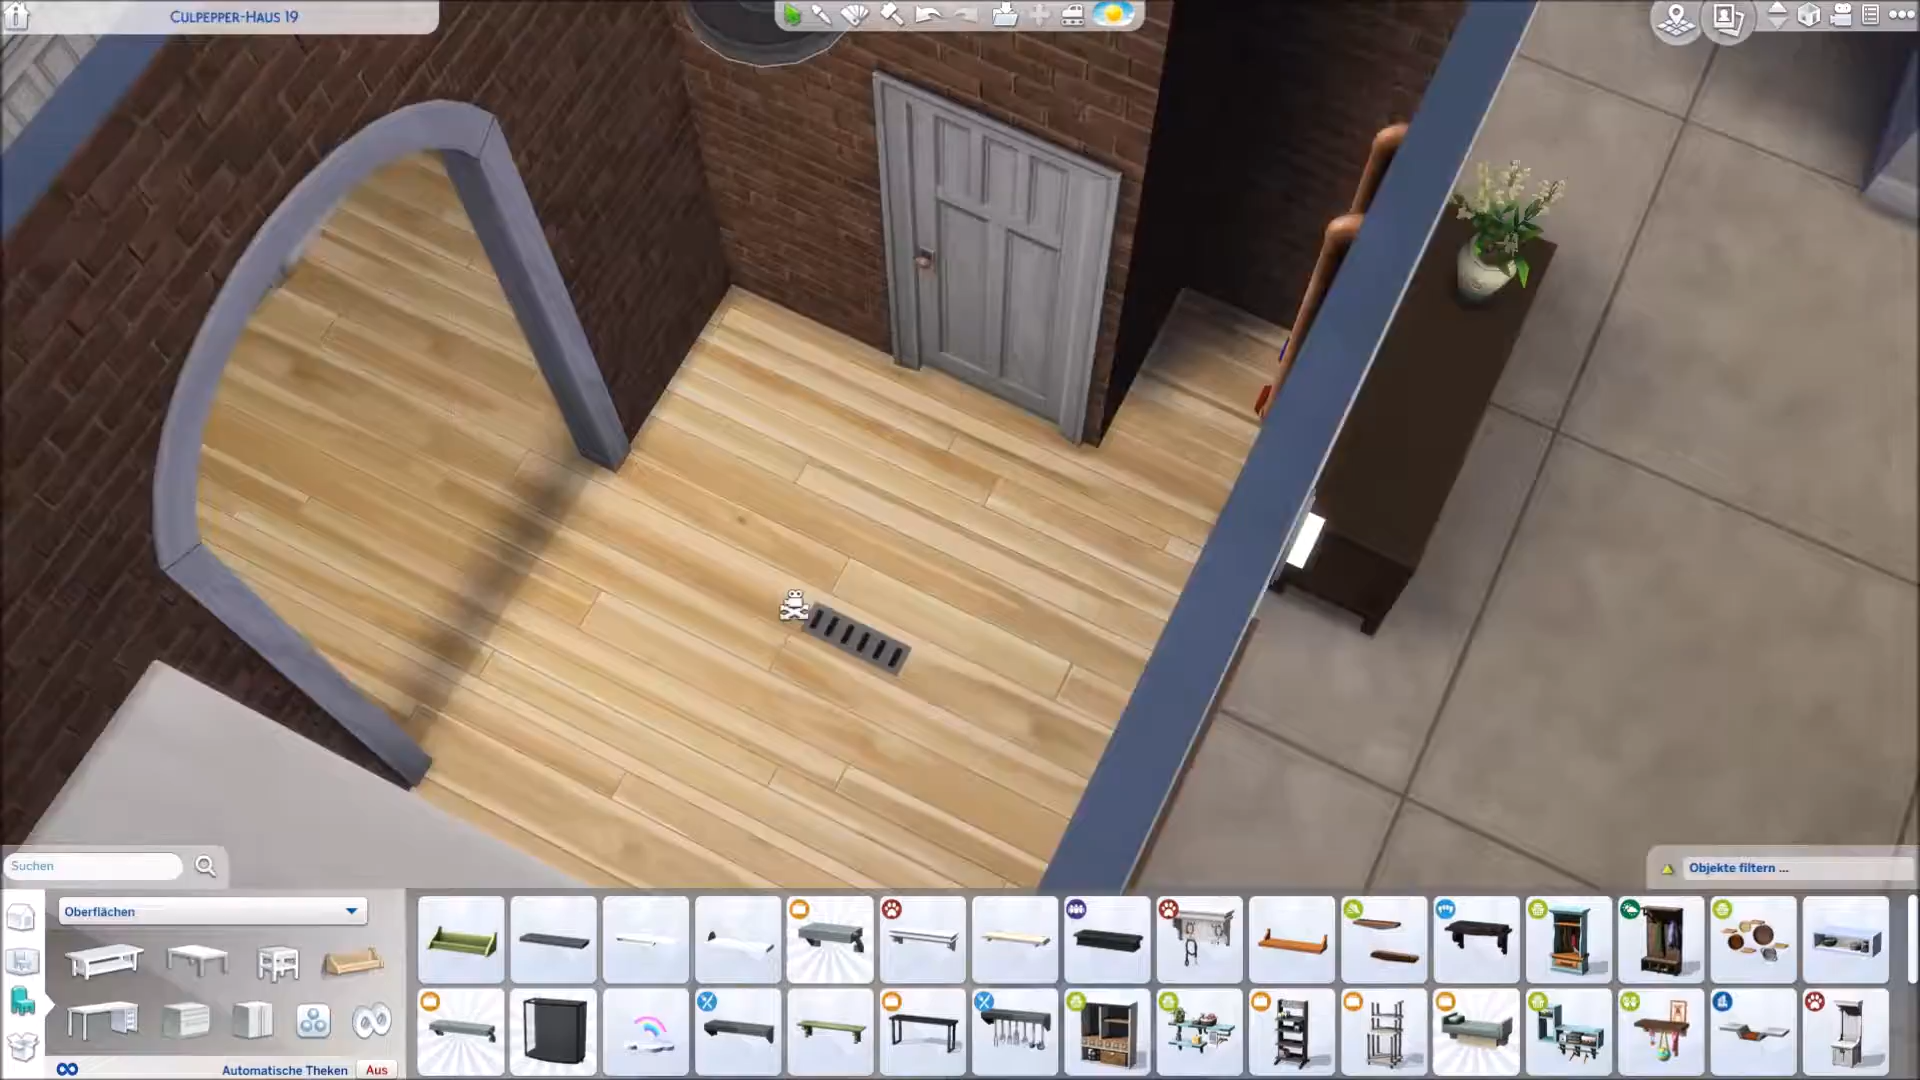 Culpepper-Haus 19
Suchen
Objekte filtern ...
Oberflächen
Automatische Theken Aus